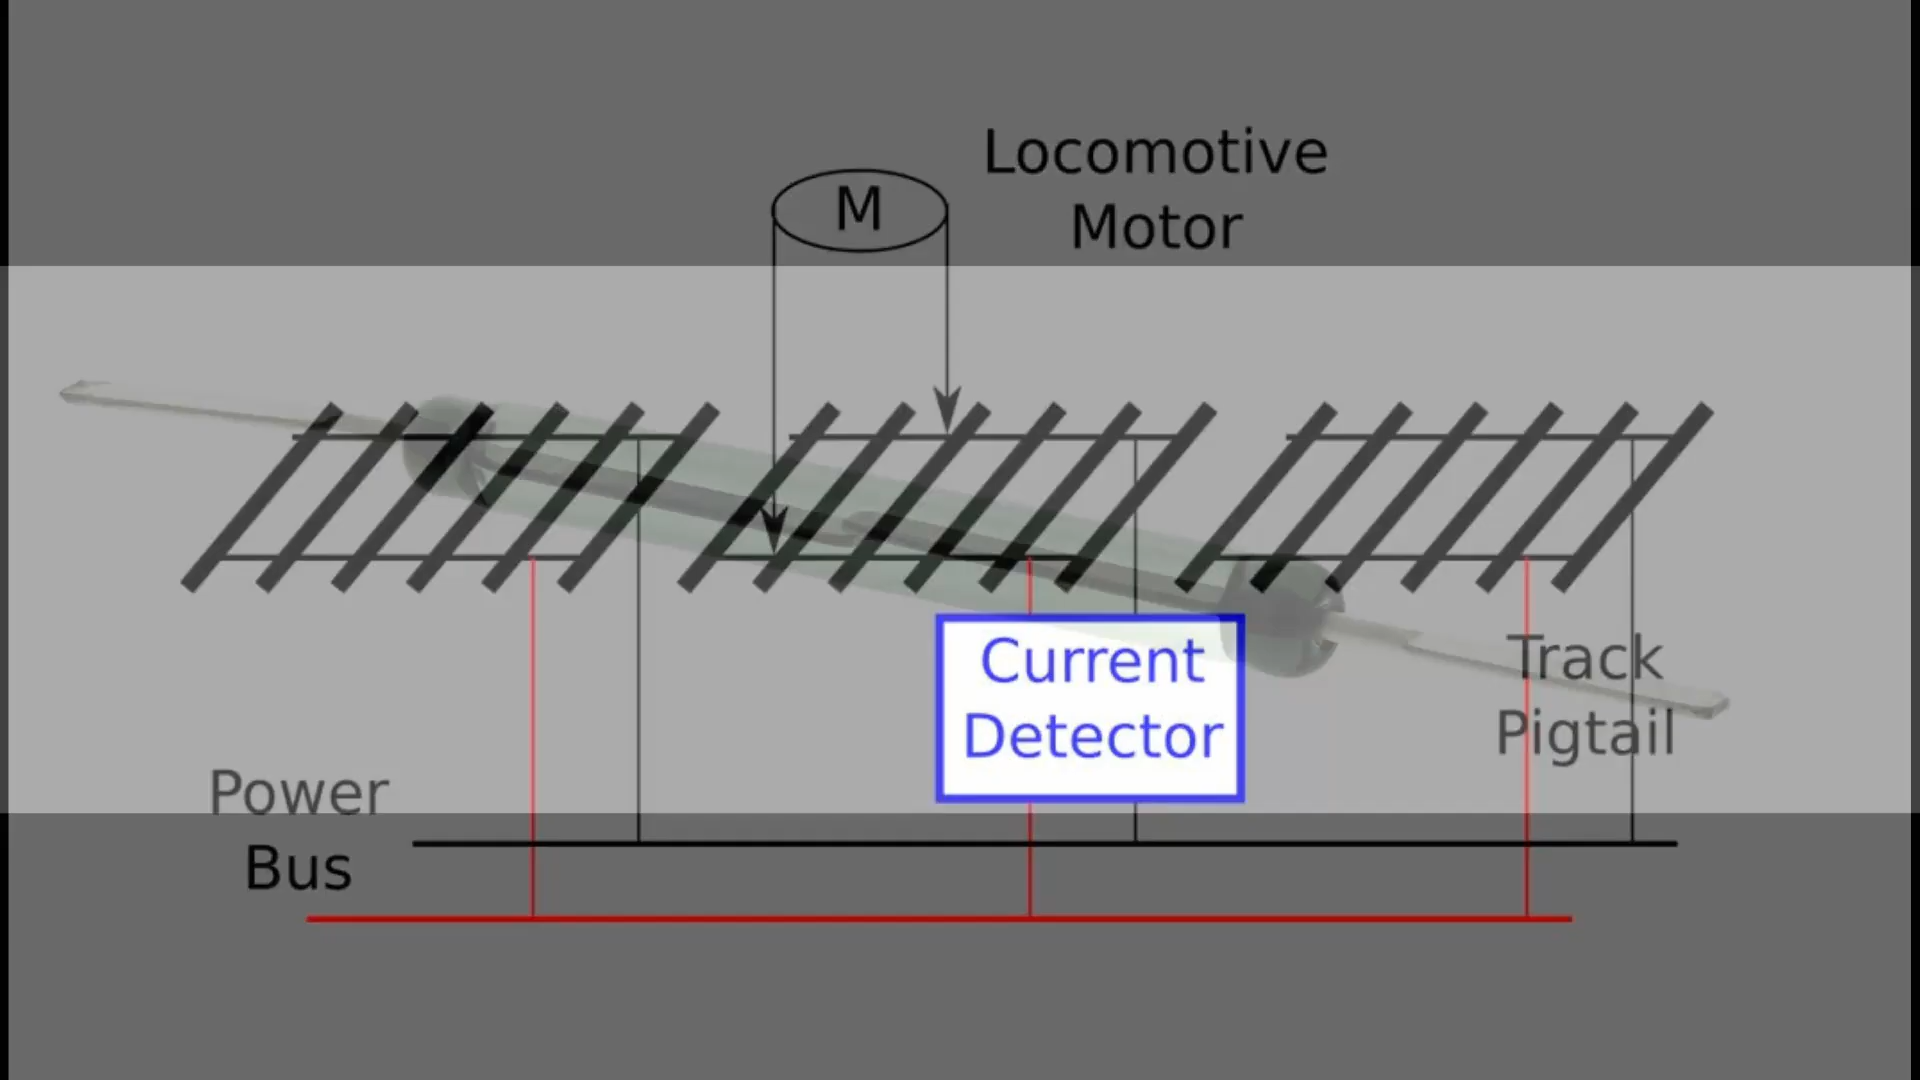 Locomotive
Motor
M
Current
Detector
Track
Pigtail
Power
Bus